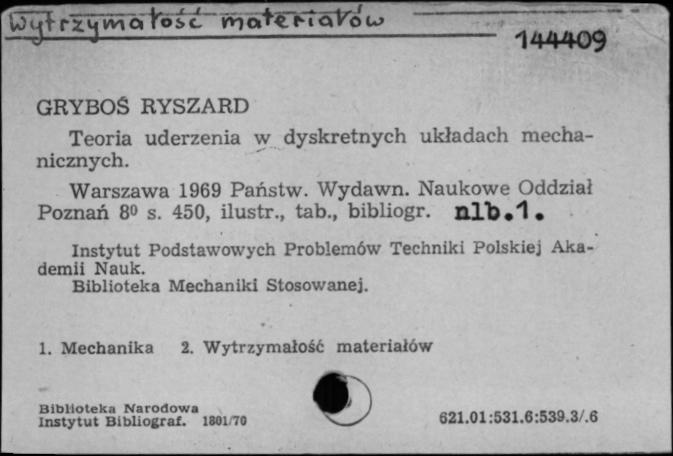 wytrzymałość materiałów
144409
GRYBOŚ RYSZARD
Teoria uderzenia w dyskretnych układach mecha-
nicznych.
Warszawa 1969 Państw. Wydawn. Naukowe Oddział
Poznań 8⁰ s. 450, ilustr., tab., bibliogr. nlb.1.
Instytut Podstawowych Problemów Techniki Polskiej Aka-
demii Nauk.
Biblioteka Mechaniki Stosowanej.
1. Mechanika 2. Wytrzymałość materiałów
Biblioteka Narodowa
Instytut Bibliograf. 1801/70
621.01:531.6:539.3/.6